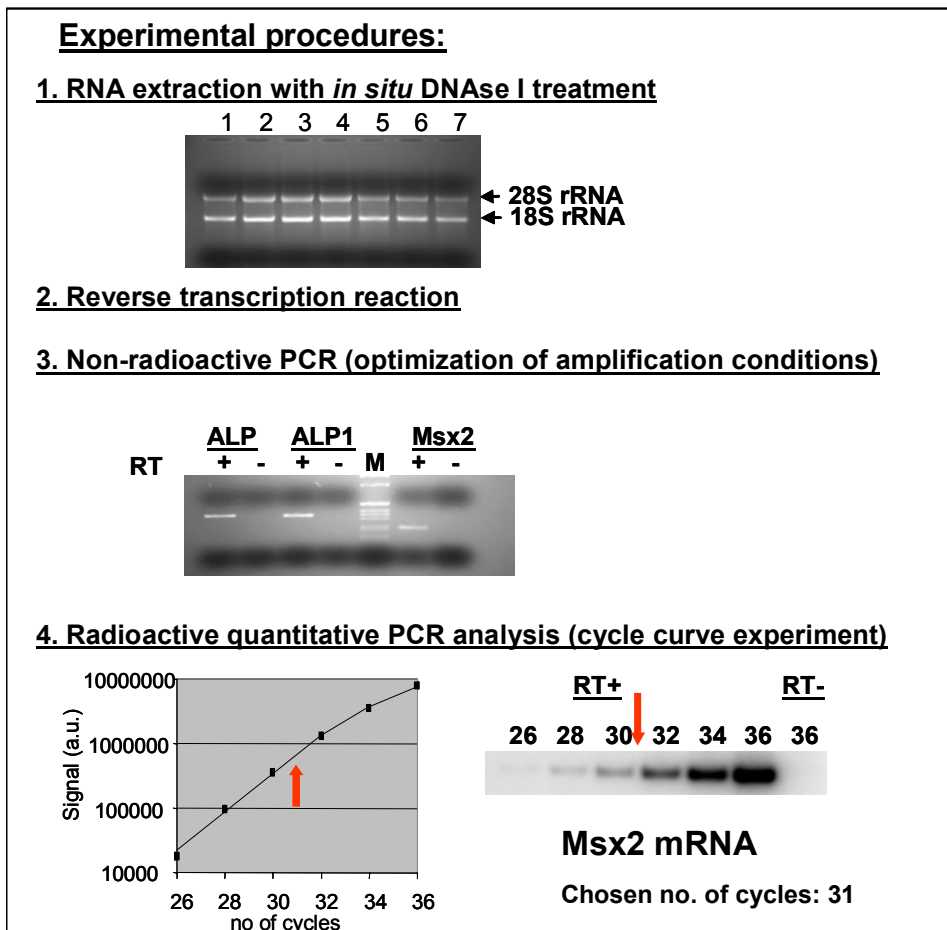 Experimental procedures:
1. RNA extraction with in situ DNAse I treatment
1 2 3 4 5 6 7
28S rRNA
18S rRNA
2. Reverse transcription reaction
3. Non-radioactive PCR (optimization of amplification conditions)
ALP ALP1 Msx2
RT + - + - M + -
4. Radioactive quantitative PCR analysis (cycle curve experiment)
Signal (a.u.)
10000000
1000000
100000
10000
26 28 30 32 34 36
no of cycles
RT+ RT-
26 28 30 32 34 36 36
Msx2 mRNA
Chosen no. of cycles: 31